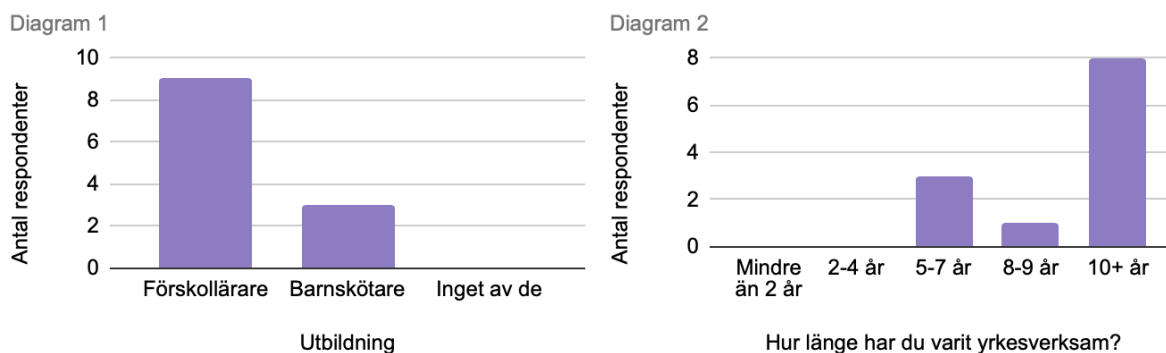 Diagram 1
Antal respondenter
10
8
6
4
2
0
Förskollärare
Barnskötare
Inget av de
Utbildning
Diagram 2
Antal respondenter
8
6
4
2
0
Mindre
än 2 år
2-4 år
5-7 år
8-9 år
10+ år
Hur länge har du varit yrkesverksam?